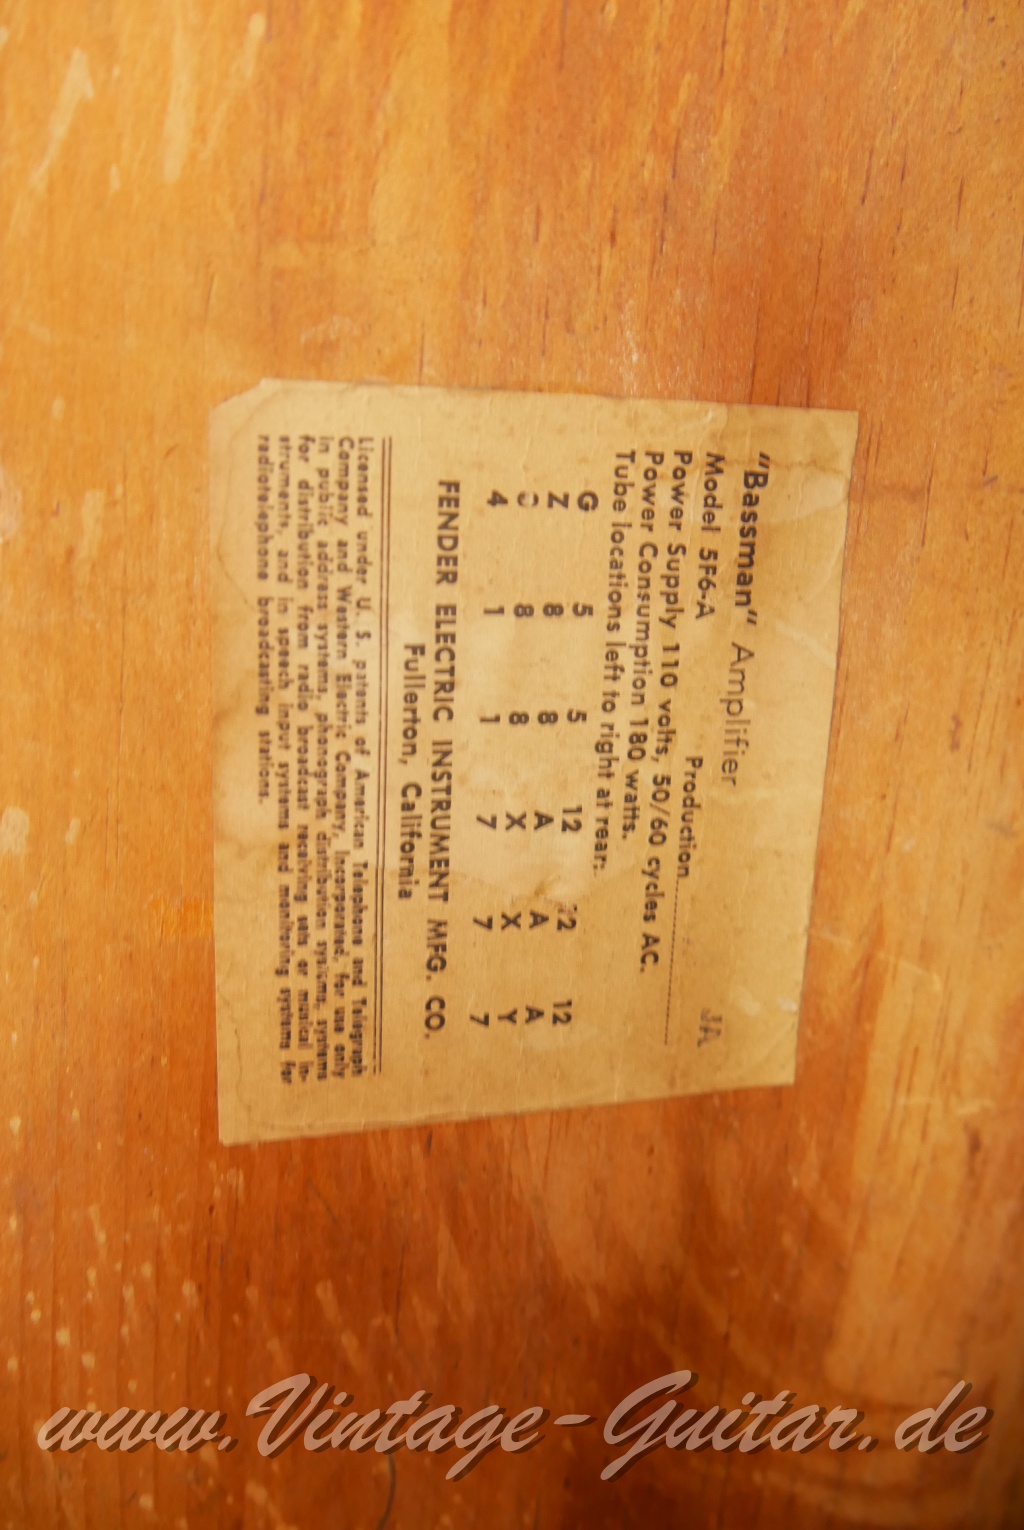 "Bassman" Amplifier
Model 5F6-A Production JA
Power Supply 110 volts, 50/60 cycles AC.
Power Consumption 180 watts.
Tube locations left to right at rear:
G 5 5 12 12 12
Z 8 8 A A A
8 8 X X Y
4 1 1 7 7 7
FENDER ELECTRIC INSTRUMENT MFG. CO.
Fullerton, California
Licensed under U. S. patents of American Telephone and Telegraph
Company and Western Electric Company, Incorporated, for use only
in public address systems, phonograph distribution systems, systems
for distribution from radio broadcast receiving sets or musical in-
struments, and in speech input systems and monitoring systems for
radiotelephone broadcasting stations.
www.Vintage-Guitar.de